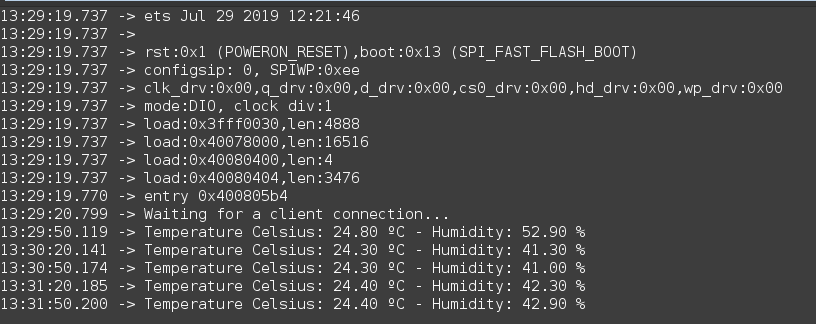 13:29:19.737 -> ets Jul 29 2019 12:21:46
13:29:19.737 ->
13:29:19.737 -> rst:0x1 (POWERON_RESET),boot:0x13 (SPI_FAST_FLASH_BOOT)
13:29:19.737 -> configsip: 0, SPIWP:0xee
13:29:19.737 -> clk_drv:0x00,q_drv:0x00,d_drv:0x00,cs0_drv:0x00,hd_drv:0x00,wp_drv:0x00
13:29:19.737 -> mode:DIO, clock div:1
13:29:19.737 -> load:0x3fff0030,len:4888
13:29:19.737 -> load:0x40078000,len:16516
13:29:19.737 -> load:0x40080400,len:4
13:29:19.737 -> load:0x40080404,len:3476
13:29:19.770 -> entry 0x400805b4
13:29:20.799 -> Waiting for a client connection...
13:29:50.119 -> Temperature Celsius: 24.80 ºC - Humidity: 52.90 %
13:30:20.141 -> Temperature Celsius: 24.30 ºC - Humidity: 41.30 %
13:30:50.174 -> Temperature Celsius: 24.30 ºC - Humidity: 41.00 %
13:31:20.185 -> Temperature Celsius: 24.40 ºC - Humidity: 42.30 %
13:31:50.200 -> Temperature Celsius: 24.40 ºC - Humidity: 42.90 %